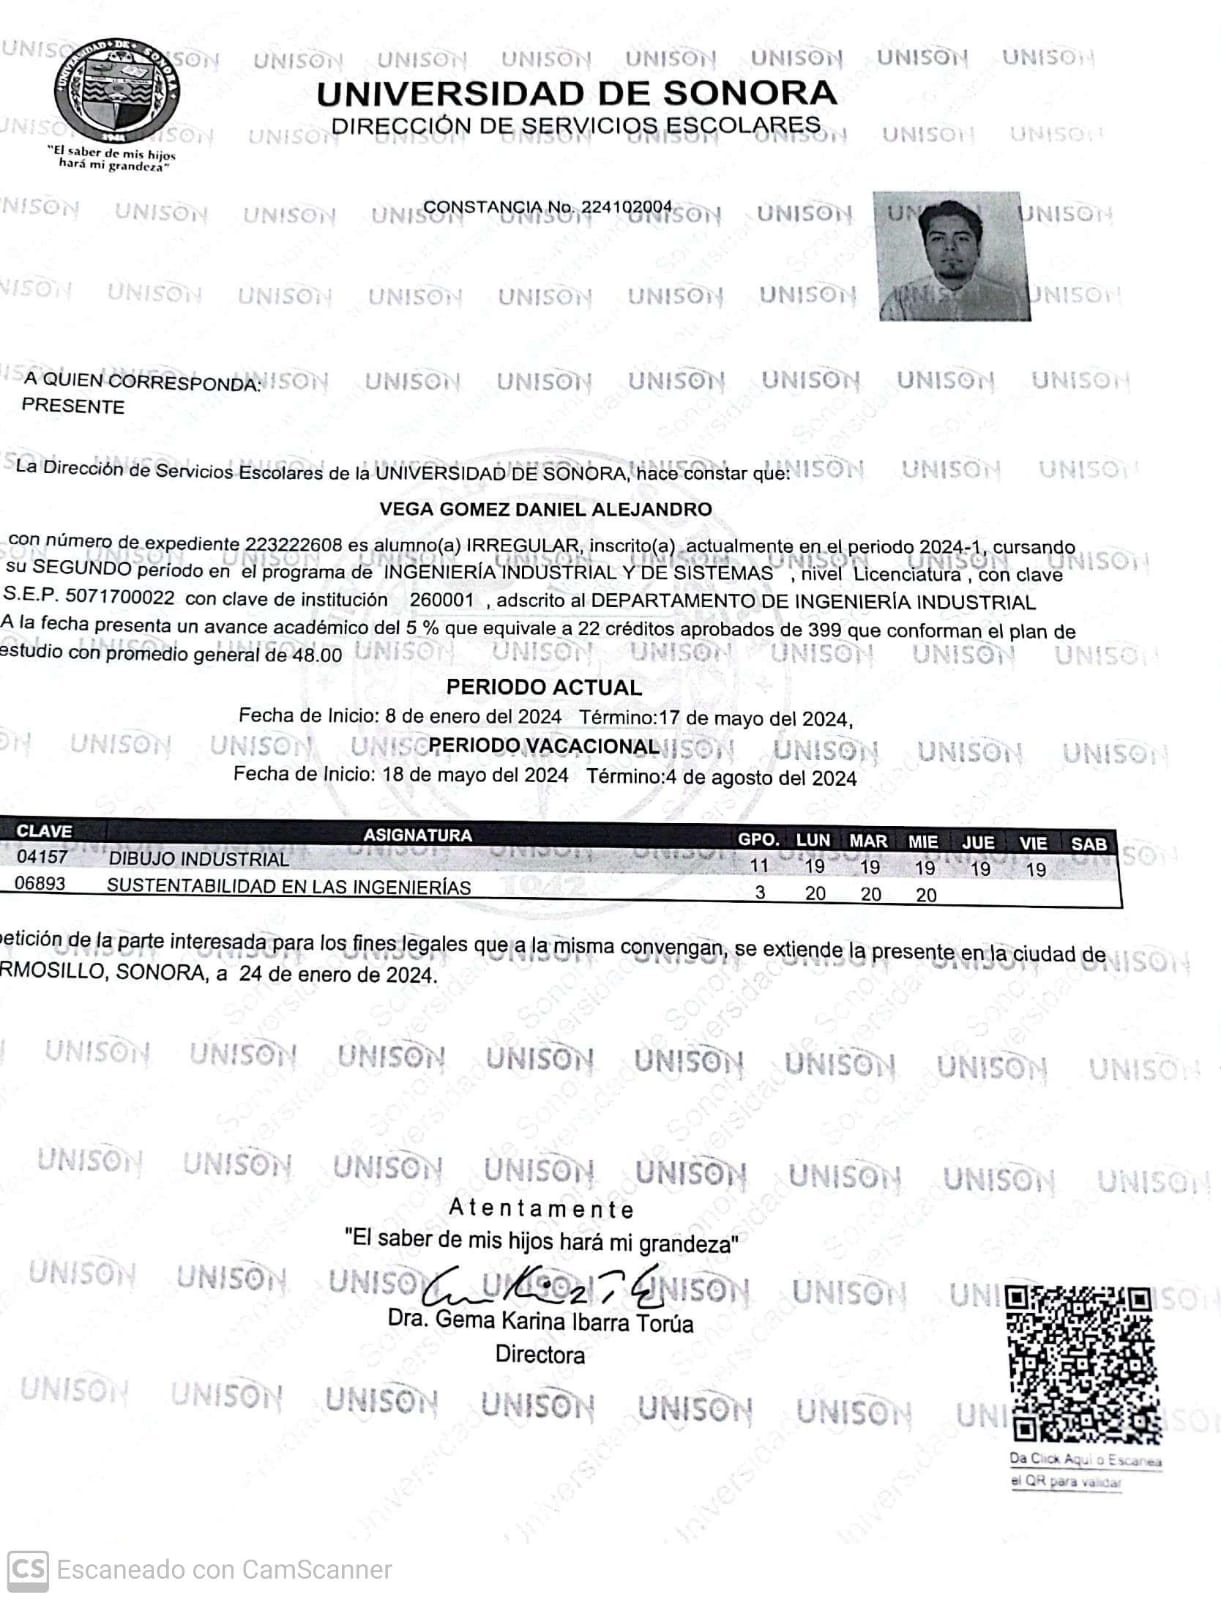 UNIVERSIDAD DE SONORA
DIRECCIÓN DE SERVICIOS ESCOLARES
"El saber de mis hijos
hará mi grandeza"
CONSTANCIA No. 224102004
A QUIEN CORRESPONDA:
PRESENTE
La Dirección de Servicios Escolares de la UNIVERSIDAD DE SONORA, hace constar que:
VEGA GOMEZ DANIEL ALEJANDRO
con número de expediente 223222608 es alumno(a) IRREGULAR, inscrito(a) actualmente en el periodo 2024-1, cursando
su SEGUNDO periodo en el programa de INGENIERÍA INDUSTRIAL Y DE SISTEMAS , nivel Licenciatura , con clave
S.E.P. 5071700022 con clave de institución 260001 , adscrito al DEPARTAMENTO DE INGENIERÍA INDUSTRIAL
A la fecha presenta un avance académico del 5 % que equivale a 22 créditos aprobados de 399 que conforman el plan de
estudio con promedio general de 48.00
PERIODO ACTUAL
Fecha de Inicio: 8 de enero del 2024 Término:17 de mayo del 2024,
PERIODO VACACIONAL
Fecha de Inicio: 18 de mayo del 2024 Término:4 de agosto del 2024
CLAVE ASIGNATURA GPO. LUN MAR MIE JUE VIE SAB
04157 DIBUJO INDUSTRIAL 11 19 19 19 19 19
06893 SUSTENTABILIDAD EN LAS INGENIERÍAS 3 20 20 20
etición de la parte interesada para los fines legales que a la misma convengan, se extiende la presente en la ciudad de
RMOSILLO, SONORA, a 24 de enero de 2024.
Atentamente
"El saber de mis hijos hará mi grandeza"
Dra. Gema Karina Ibarra Torúa
Directora
Da Click Aqui o Escanea
el QR para validar
CS Escaneado con CamScanner